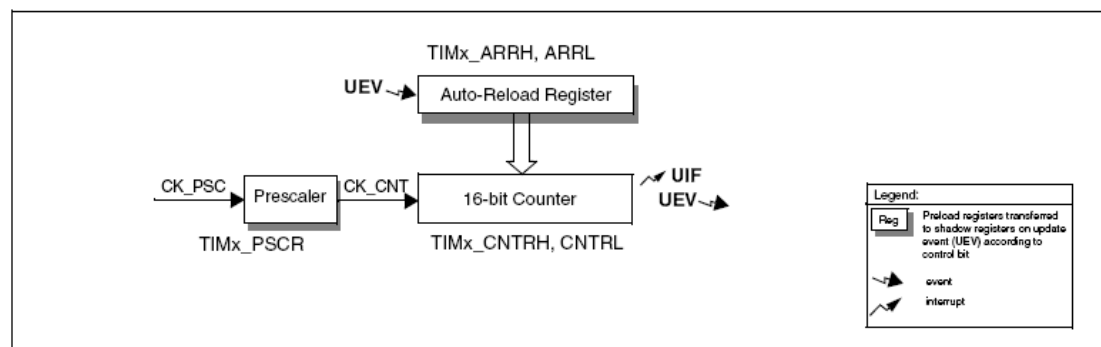 TIMx_ARRH, ARRL
UEV
Auto-Reload Register
CK_PSC
Prescaler
CK_CNT
16-bit Counter
UIF
UEV
TIMx_PSCR
TIMx_CNTRH, CNTRL
Legend:
Reg
Preload registers transferred
to shadow registers on update
event (UEV) according to
control bit
event
interrupt